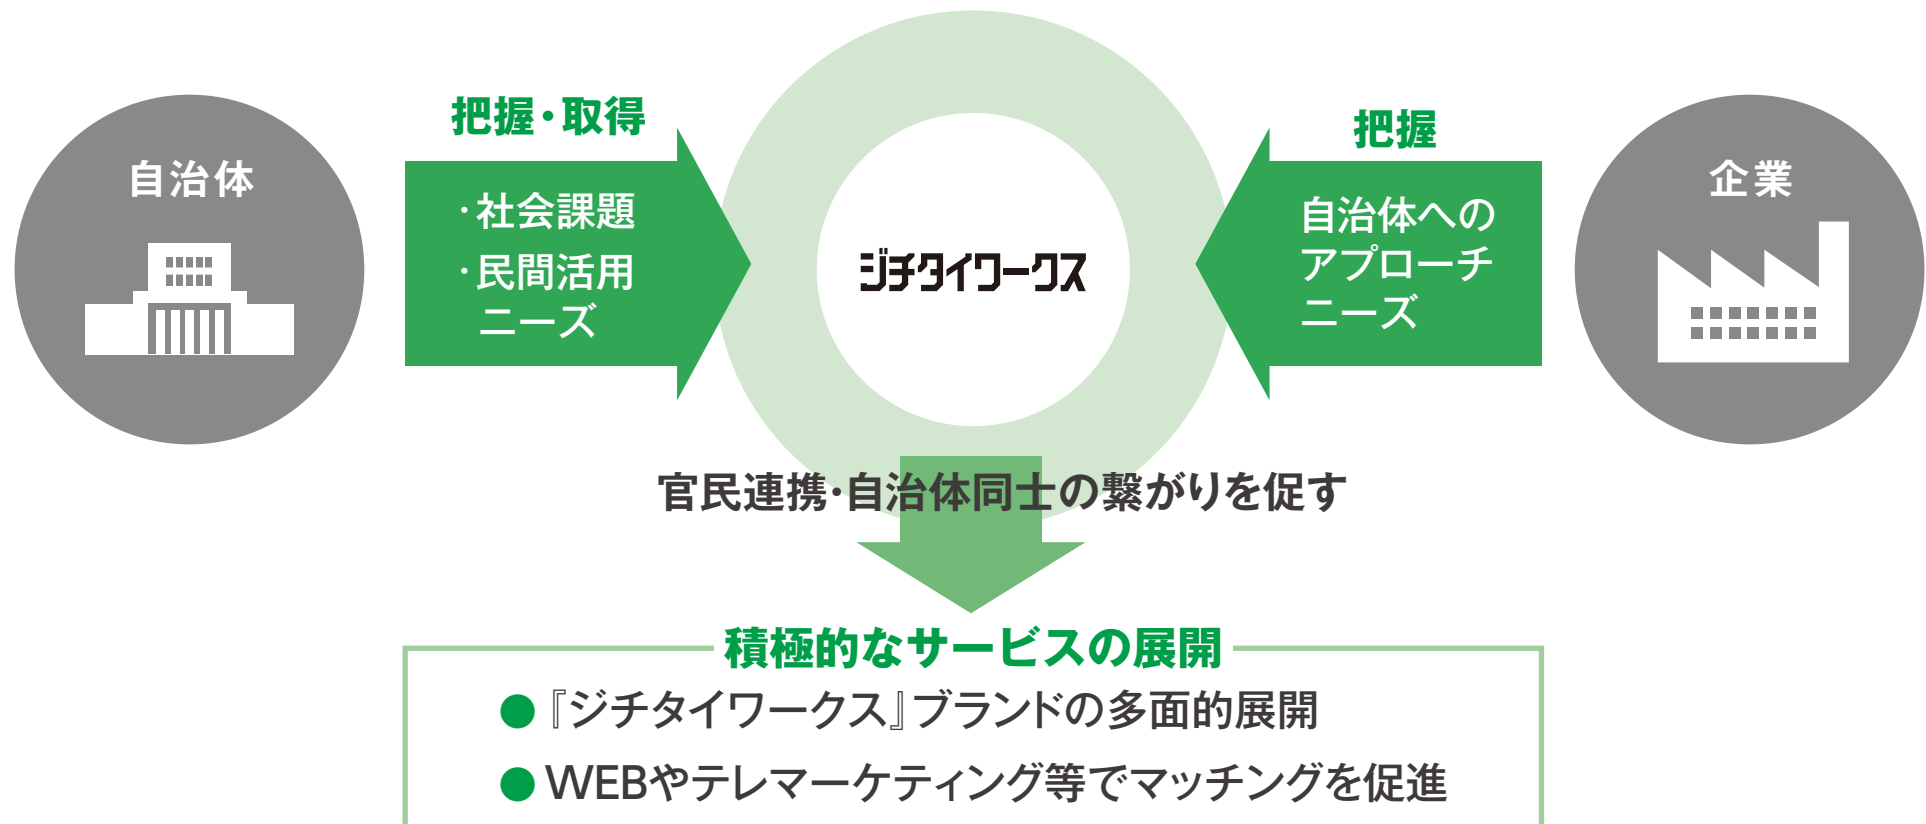 自治体
把握・取得
・社会課題
・民間活用
ニーズ
ジチタイワークス
把握
自治体への
アプローチ
ニーズ
企業
官民連携・自治体同士の繋がりを促す
積極的なサービスの展開
●『ジチタイワークス』ブランドの多面的展開
●WEBやテレマーケティング等でマッチングを促進